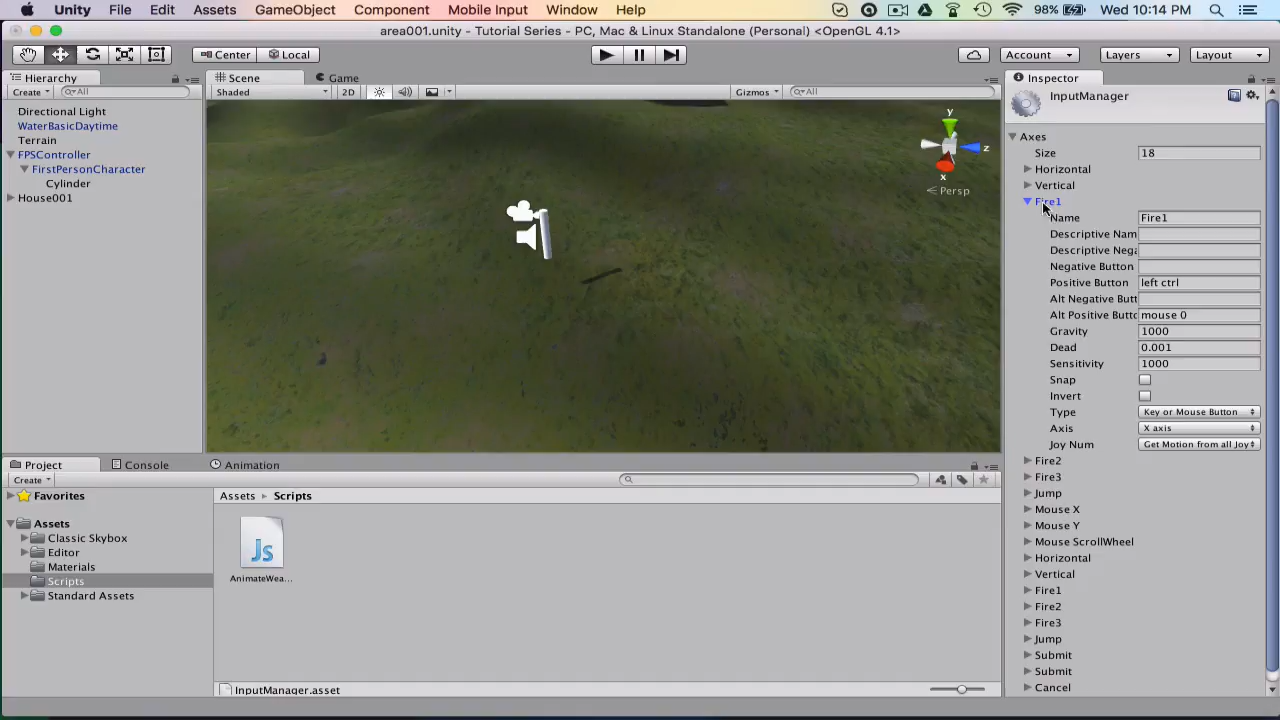 Unity File Edit Assets GameObject Component Mobile Input Window Help 98% Wed 10:14 PM
area001.unity - Tutorial Series - PC, Mac & Linux Standalone (Personal) <OpenGL 4.1>
Center Local Account Layers Layout
Hierarchy
Create All
Directional Light
WaterBasicDaytime
Terrain
FPSController
FirstPersonCharacter
Cylinder
House001
Scene Game
Shaded 2D Gizmos All
y
z
x
Persp
Inspector
InputManager
Axes
Size 18
Horizontal
Vertical
Fire1
Name Fire1
Descriptive Nam
Descriptive Nega
Negative Button
Positive Button left ctrl
Alt Negative Butt
Alt Positive Butto mouse 0
Gravity 1000
Dead 0.001
Sensitivity 1000
Snap
Invert
Type Key or Mouse Button
Axis X axis
Joy Num Get Motion from all Joy
Fire2
Fire3
Jump
Mouse X
Mouse Y
Mouse ScrollWheel
Horizontal
Vertical
Fire1
Fire2
Fire3
Jump
Submit
Submit
Cancel
Project Console Animation
Create
Favorites
Assets
Classic Skybox
Editor
Materials
Scripts
Standard Assets
Assets Scripts
Js
AnimateWea...
InputManager.asset